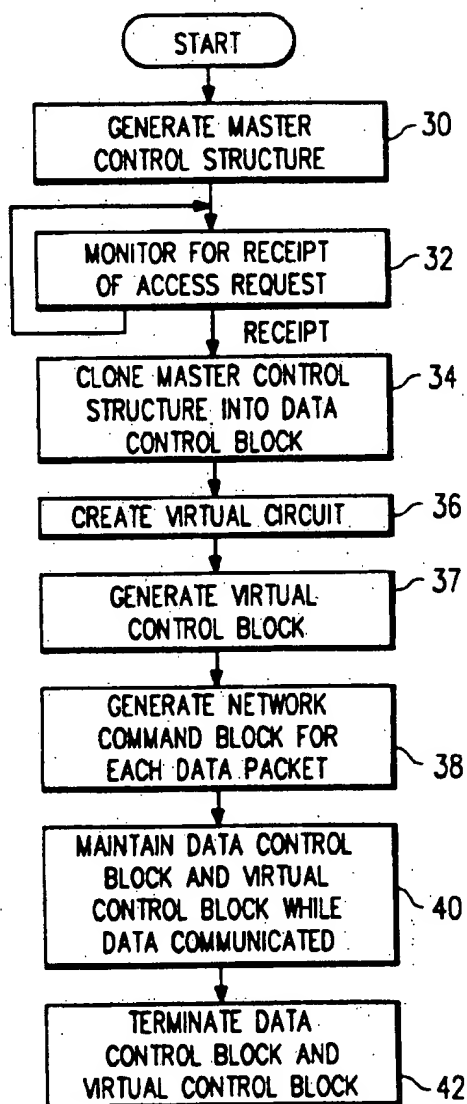 START
GENERATE MASTER
CONTROL STRUCTURE
30
MONITOR FOR RECEIPT
OF ACCESS REQUEST
32
RECEIPT
CLONE MASTER CONTROL
STRUCTURE INTO DATA
CONTROL BLOCK
34
CREATE VIRTUAL CIRCUIT
36
GENERATE VIRTUAL
CONTROL BLOCK
37
GENERATE NETWORK
COMMAND BLOCK FOR
EACH DATA PACKET
38
MAINTAIN DATA CONTROL
BLOCK AND VIRTUAL
CONTROL BLOCK WHILE
DATA COMMUNICATED
40
TERMINATE DATA
CONTROL BLOCK AND
VIRTUAL CONTROL BLOCK
42